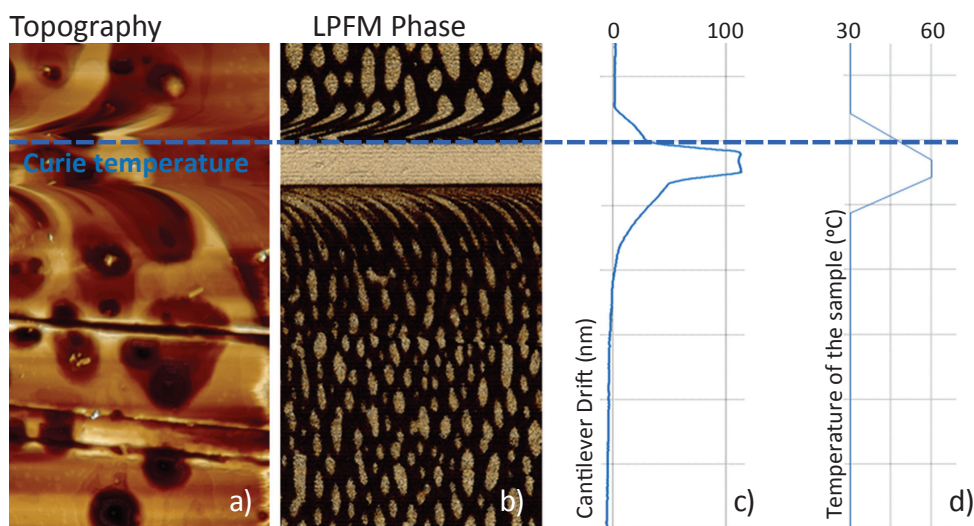 Topography
LPFM Phase
0 100
30 60
Curie temperature
Cantilever Drift (nm)
Temperature of the sample (ºC)
a)
b)
c)
d)